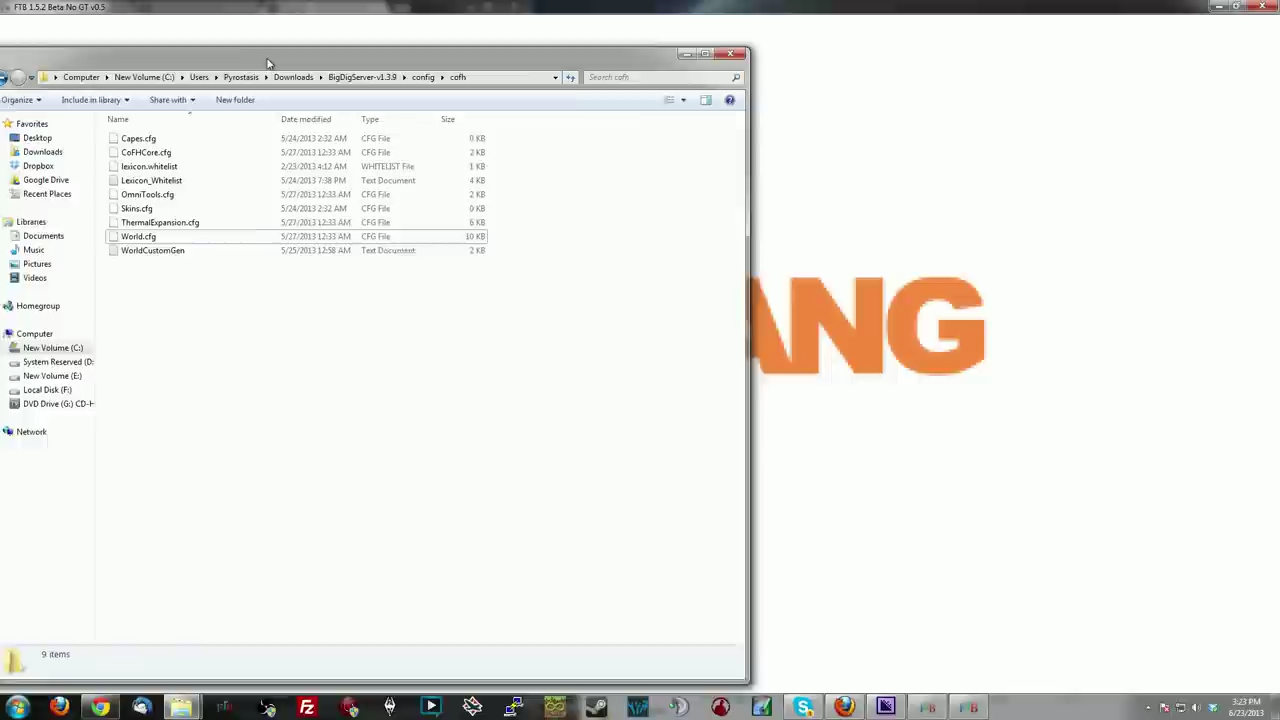 FTB 1.5.2 Beta No GT v0.5
Computer New Volume (C:) Users Pyrostasis Downloads BigDigServer-v1.3.9 config cofh
Search cofh
Organize Include in library Share with New folder
Name Date modified Type Size
Favorites
Desktop
Downloads
Dropbox
Google Drive
Recent Places
Libraries
Documents
Music
Pictures
Videos
Homegroup
Computer
New Volume (C:)
System Reserved (D:
New Volume (E:)
Local Disk (F:)
DVD Drive (G:) CD-H
Network
Capes.cfg 5/24/2013 2:32 AM CFG File 0 KB
CoFHCore.cfg 5/27/2013 12:33 AM CFG File 2 KB
lexicon.whitelist 2/23/2013 4:12 AM WHITELIST File 1 KB
Lexicon_Whitelist 5/24/2013 7:38 PM Text Document 4 KB
OmniTools.cfg 5/27/2013 12:33 AM CFG File 2 KB
Skins.cfg 5/24/2013 2:32 AM CFG File 0 KB
ThermalExpansion.cfg 5/27/2013 12:33 AM CFG File 6 KB
World.cfg 5/27/2013 12:33 AM CFG File 10 KB
WorldCustomGen 5/25/2013 12:58 AM Text Document 2 KB
ANG
9 items
3:23 PM
6/23/2013